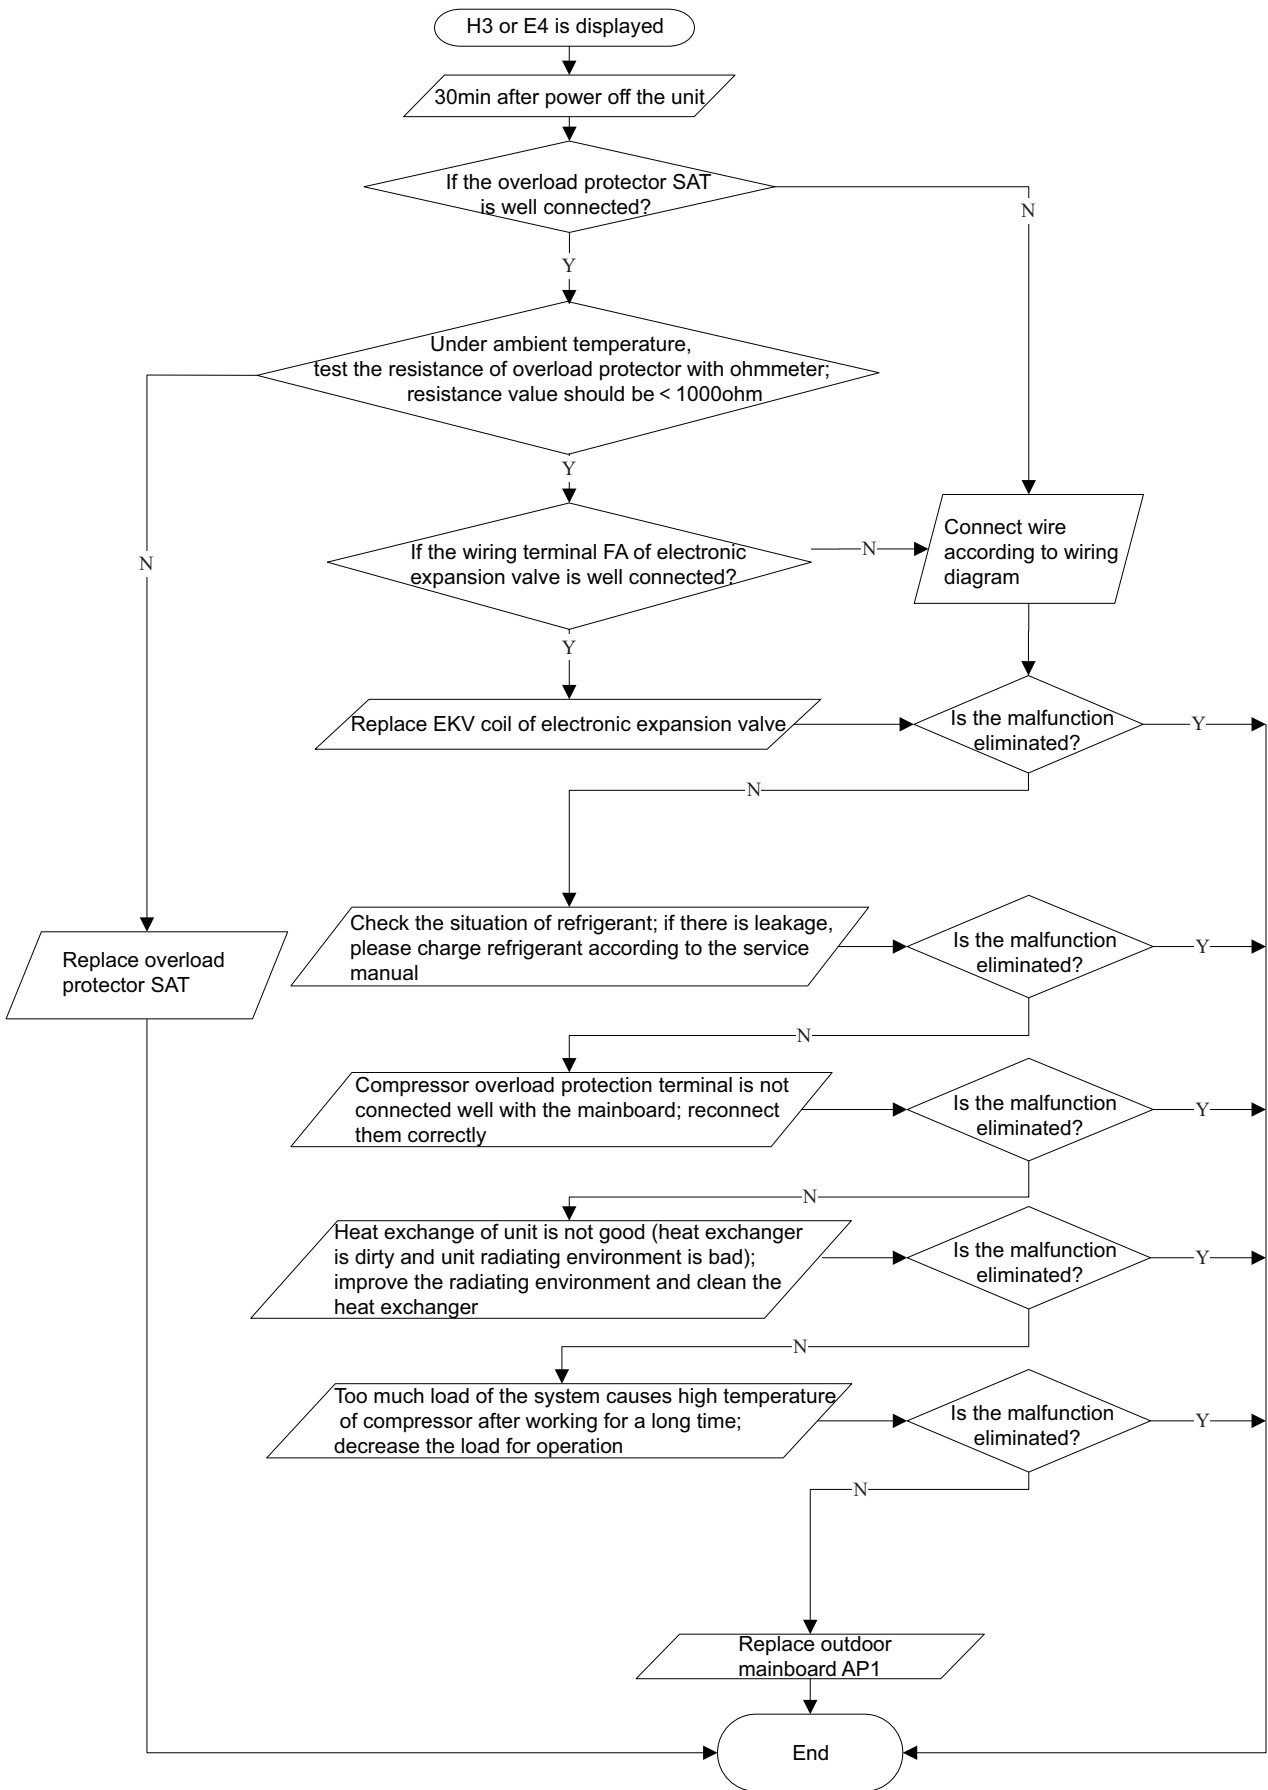 H3 or E4 is displayed
30min after power off the unit
If the overload protector SAT
is well connected?
N
Y
Under ambient temperature,
test the resistance of overload protector with ohmmeter;
resistance value should be < 1000ohm
Y
N
If the wiring terminal FA of electronic
expansion valve is well connected?
N
Connect wire
according to wiring
diagram
Y
Replace EKV coil of electronic expansion valve
Is the malfunction
eliminated?
Y
N
Check the situation of refrigerant; if there is leakage,
please charge refrigerant according to the service
manual
Is the malfunction
eliminated?
Y
Replace overload
protector SAT
N
Compressor overload protection terminal is not
connected well with the mainboard; reconnect
them correctly
Is the malfunction
eliminated?
Y
N
Heat exchange of unit is not good (heat exchanger
is dirty and unit radiating environment is bad);
improve the radiating environment and clean the
heat exchanger
Is the malfunction
eliminated?
Y
N
Too much load of the system causes high temperature
of compressor after working for a long time;
decrease the load for operation
Is the malfunction
eliminated?
Y
N
Replace outdoor
mainboard AP1
End